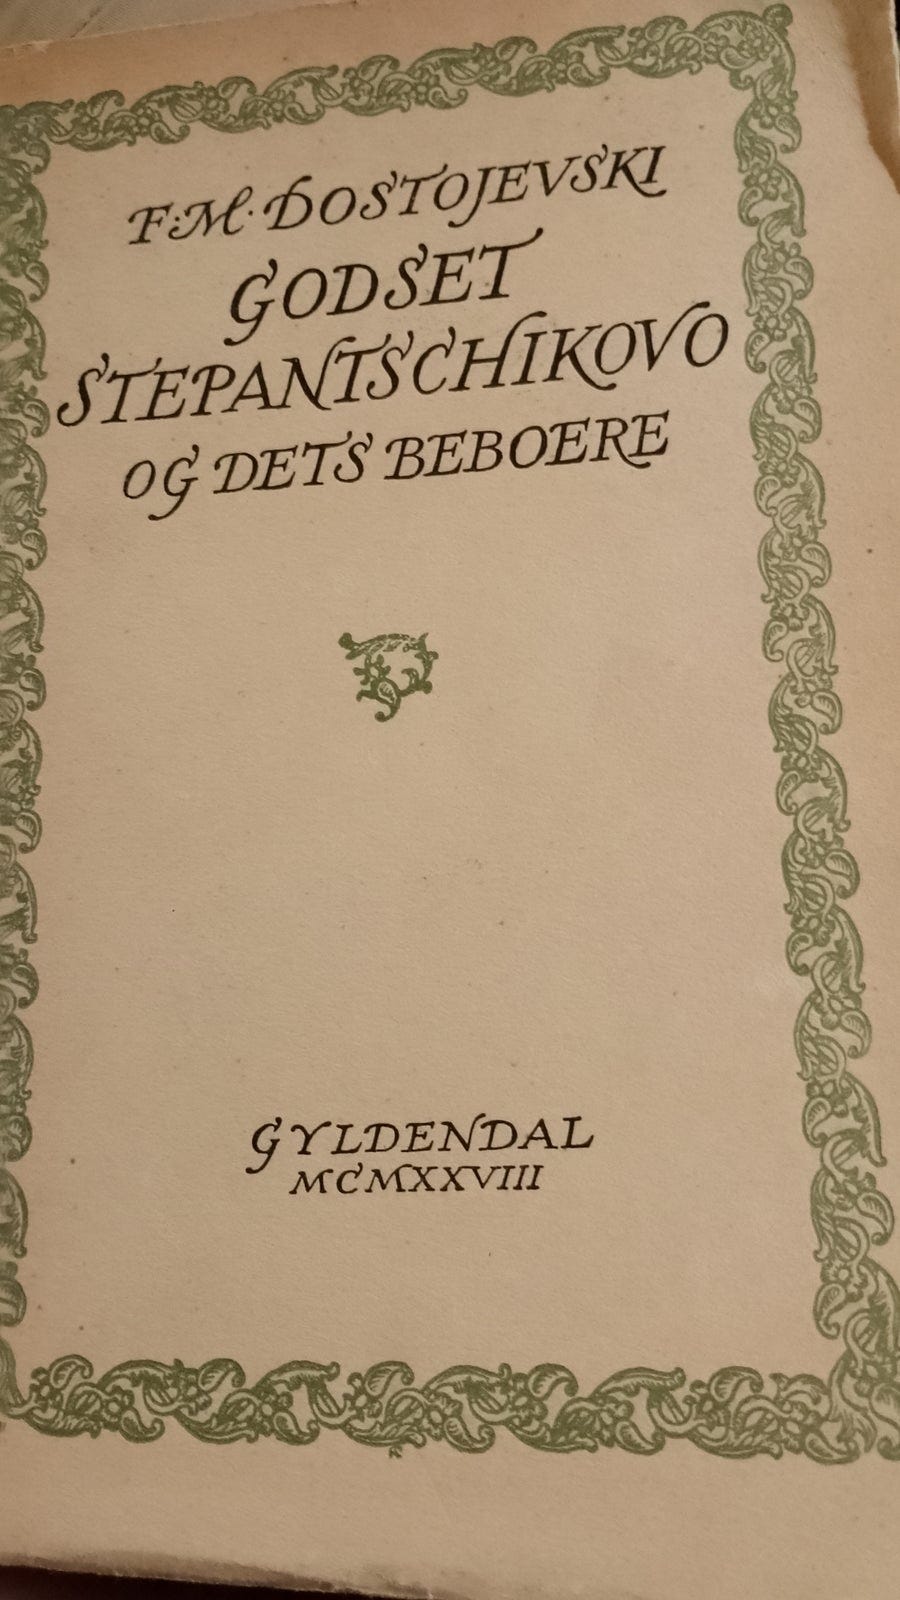 F. M. DOSTOJEVSKI
GODSET
STEPANTSCHIKOVO
OG DETS BEBOERE
GYLDENDAL
MCMXXVIII